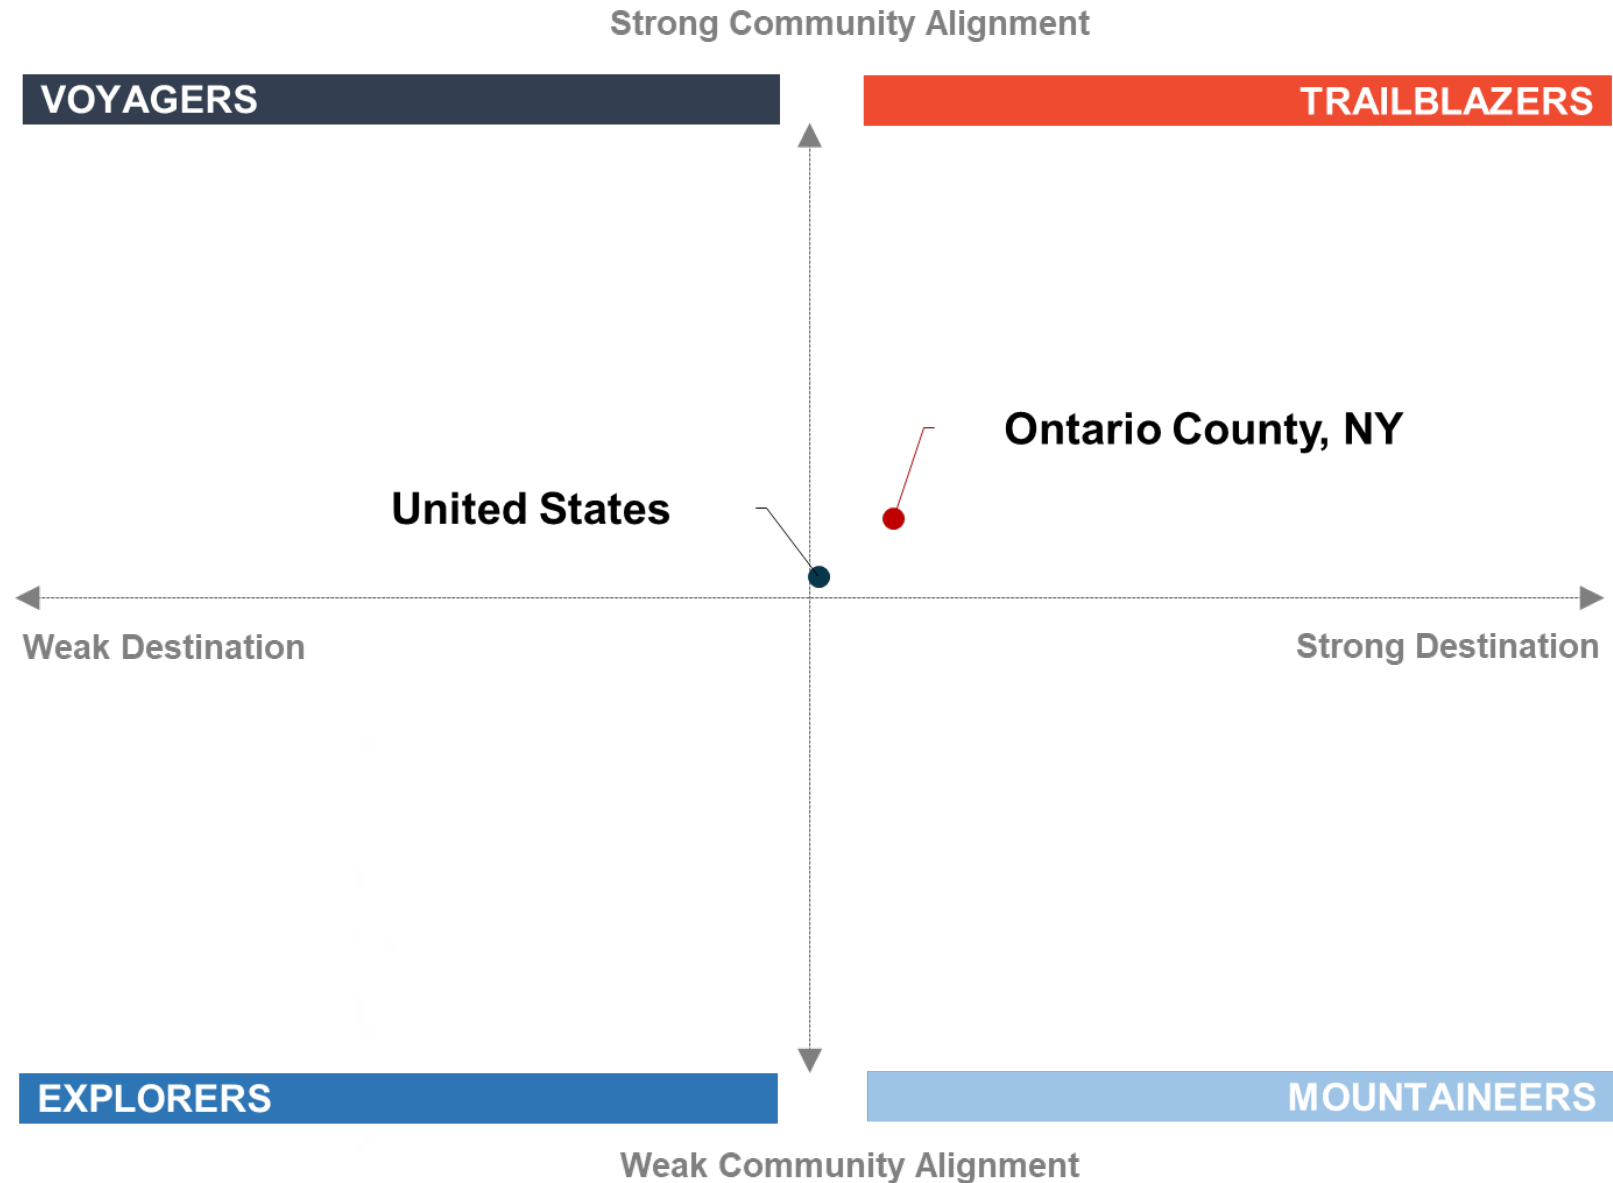 Strong Community Alignment
VOYAGERS
TRAILBLAZERS
Ontario County, NY
United States
Weak Destination
Strong Destination
EXPLORERS
MOUNTAINEERS
Weak Community Alignment